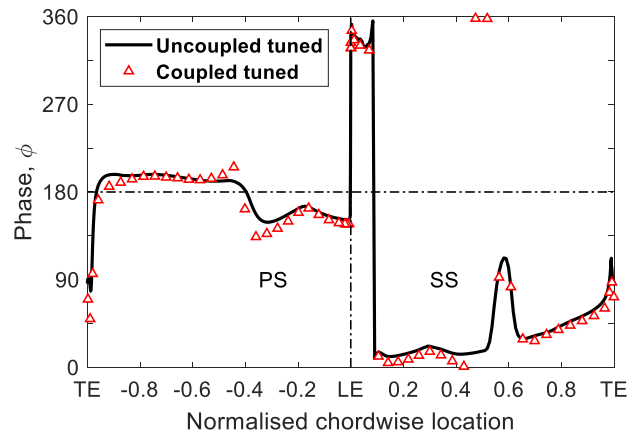 360
Uncoupled tuned
Coupled tuned
270
Phase, ϕ
180
90
PS
SS
0
TE -0.8 -0.6 -0.4 -0.2 LE 0.2 0.4 0.6 0.8 TE
Normalised chordwise location